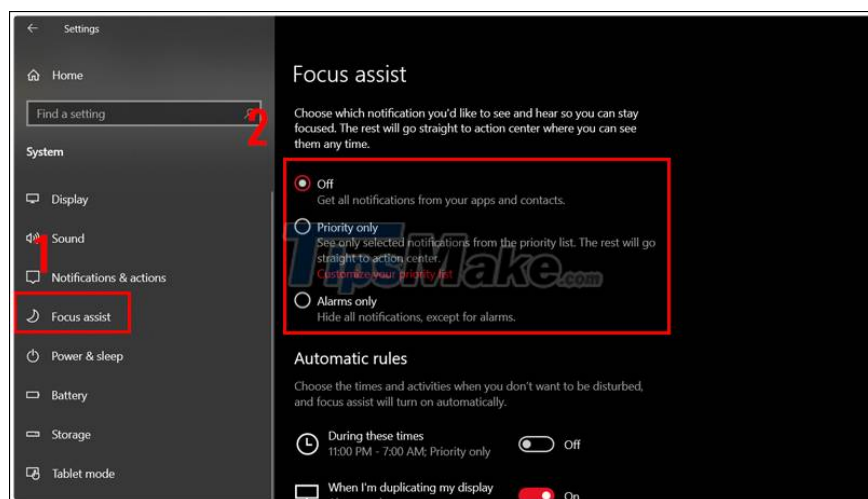 Settings
Home
Find a setting
2
System
Display
1
Sound
Notifications & actions
Focus assist
Power & sleep
Battery
Storage
Tablet mode
Focus assist
Choose which notification you'd like to see and hear so you can stay
focused. The rest will go straight to action center where you can see
them any time.
Off
Get all notifications from your apps and contacts.
Priority only
See only selected notifications from the priority list. The rest will go
straight to action center.
Customize your priority list
TipsMake.com
Alarms only
Hide all notifications, except for alarms.
Automatic rules
Choose the times and activities when you don't want to be disturbed,
and focus assist will turn on automatically.
During these times
11:00 PM - 7:00 AM; Priority only
Off
When I'm duplicating my display
On